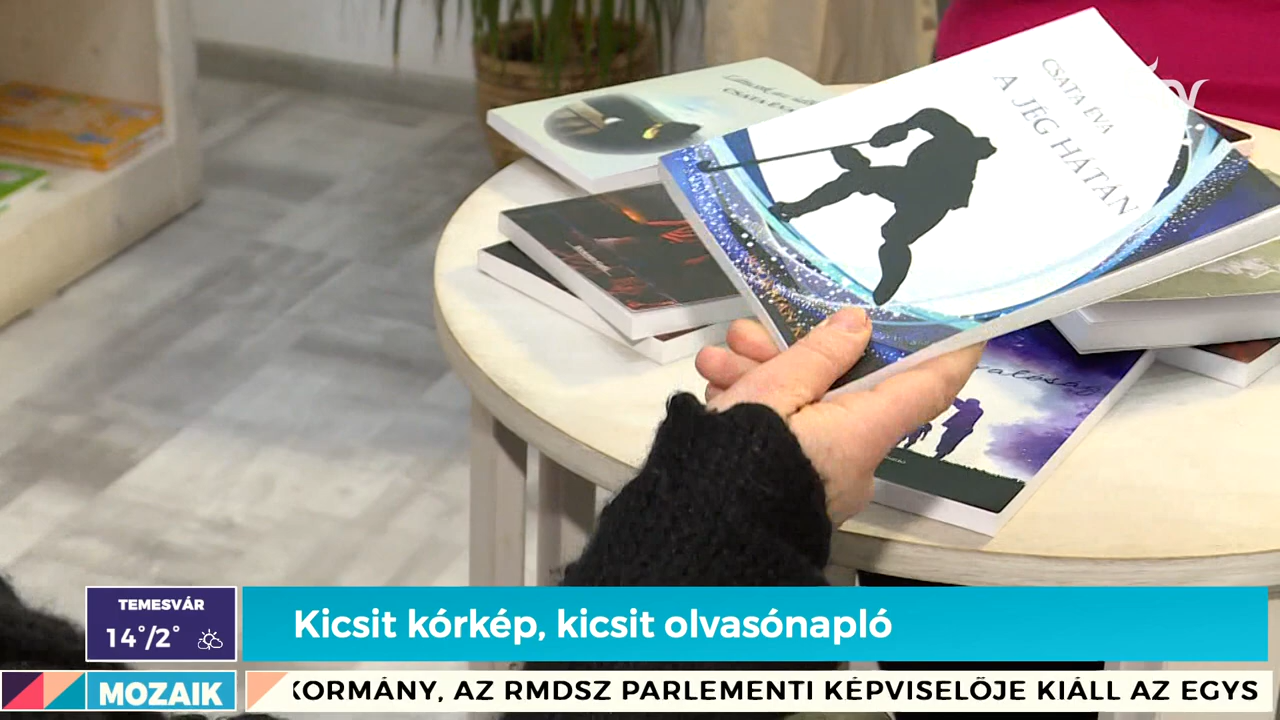 CSATA ÉVA
A JÉG HÁTÁN
TEMESVÁR
14°/2°
Kicsit kórkép, kicsit olvasónapló
MOZAIK
KORMÁNY, AZ RMDSZ PARLEMENTI KÉPVISELŐJE KIÁLL AZ EGYS